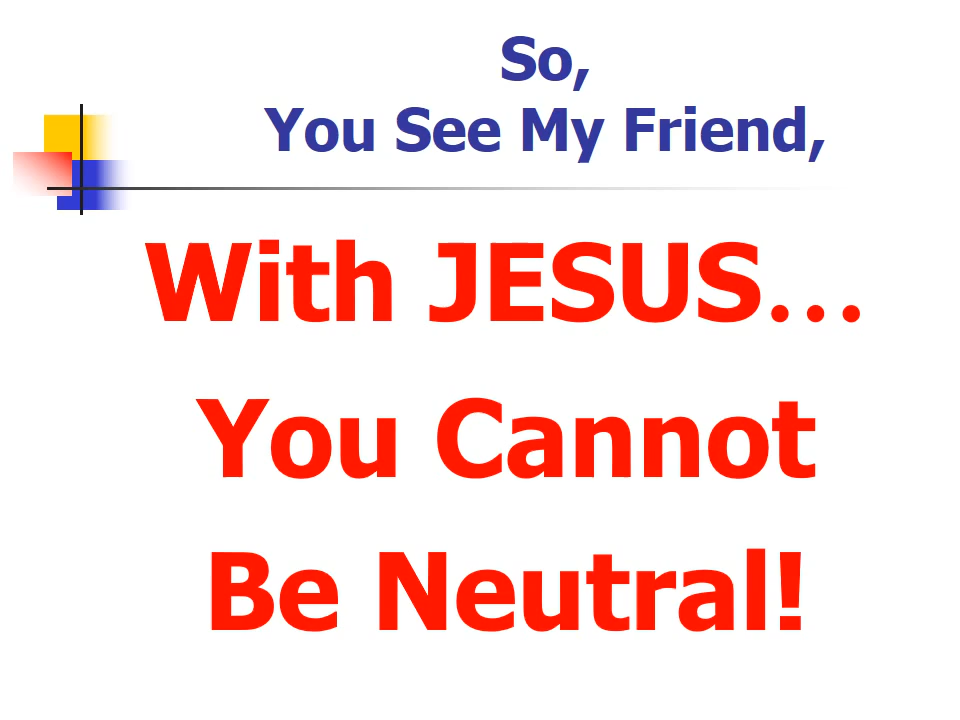 So,
You See My Friend,
With JESUS…
You Cannot
Be Neutral!